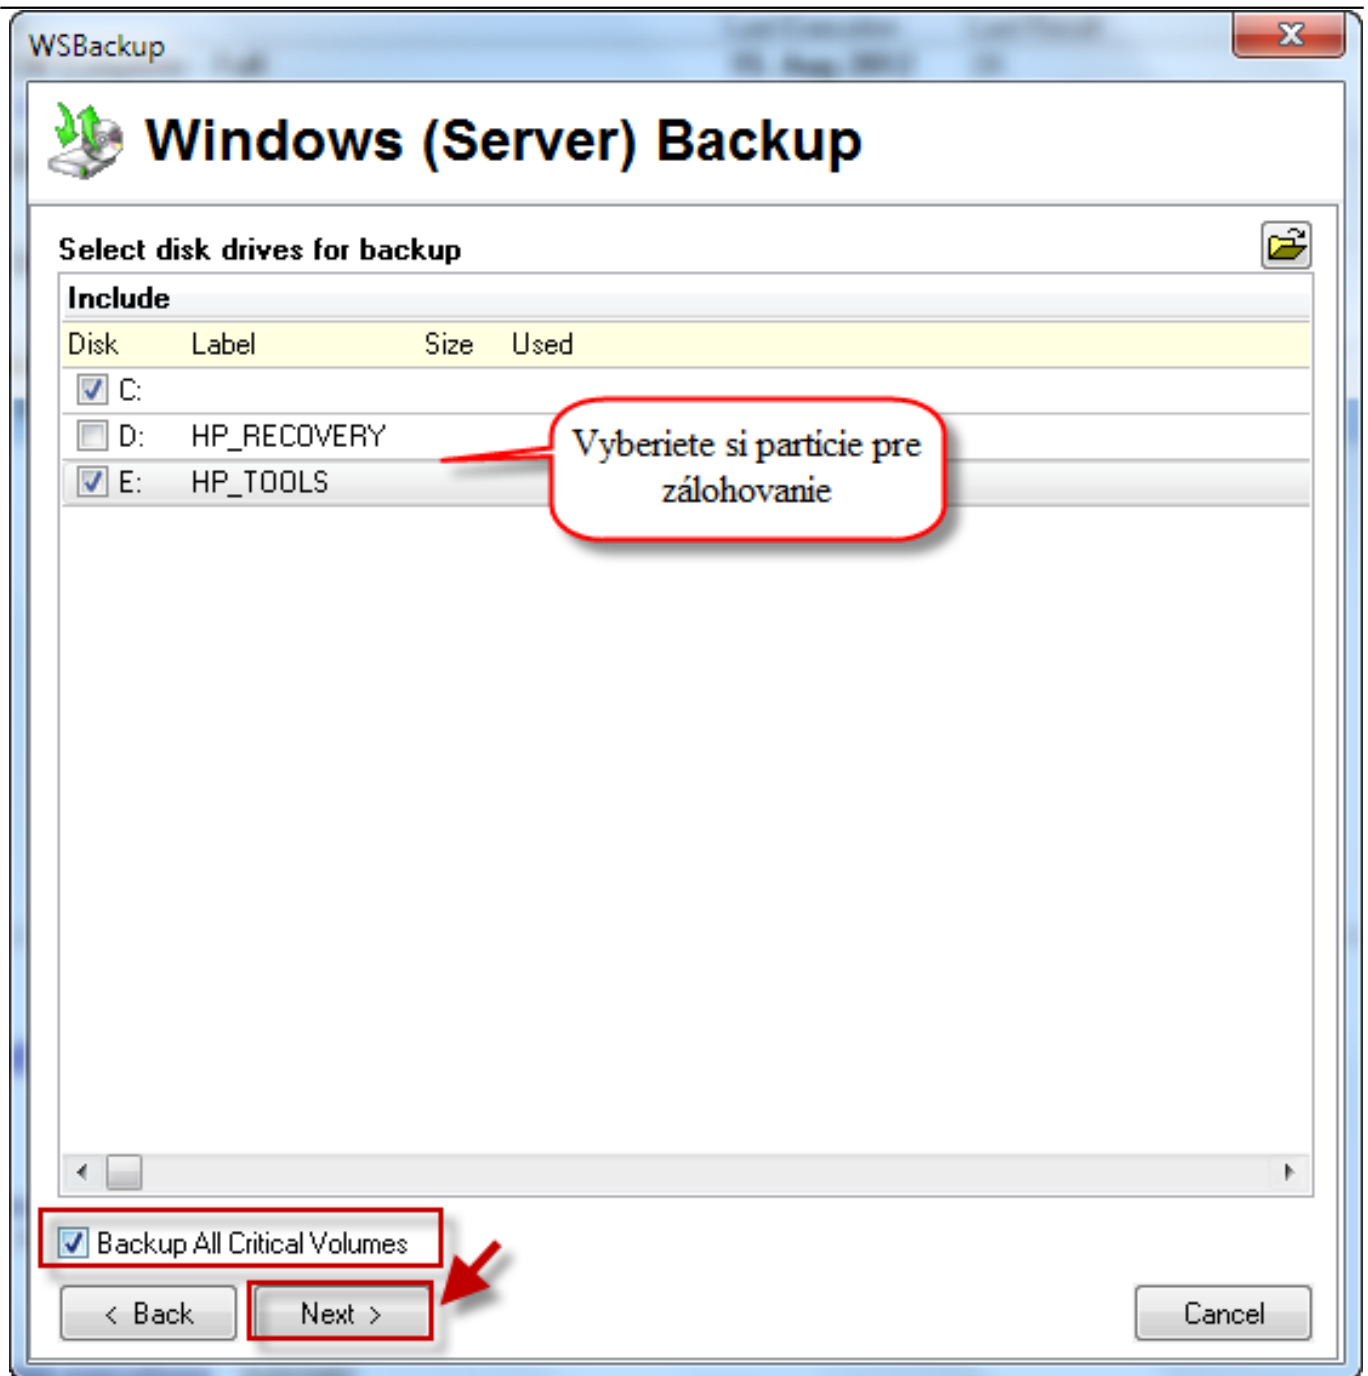 WSBackup
Windows (Server) Backup
Select disk drives for backup
Include
Disk Label Size Used
C:
D: HP_RECOVERY
E: HP_TOOLS
Vyberiete si partície pre
zálohovanie
Backup All Critical Volumes
< Back Next > Cancel